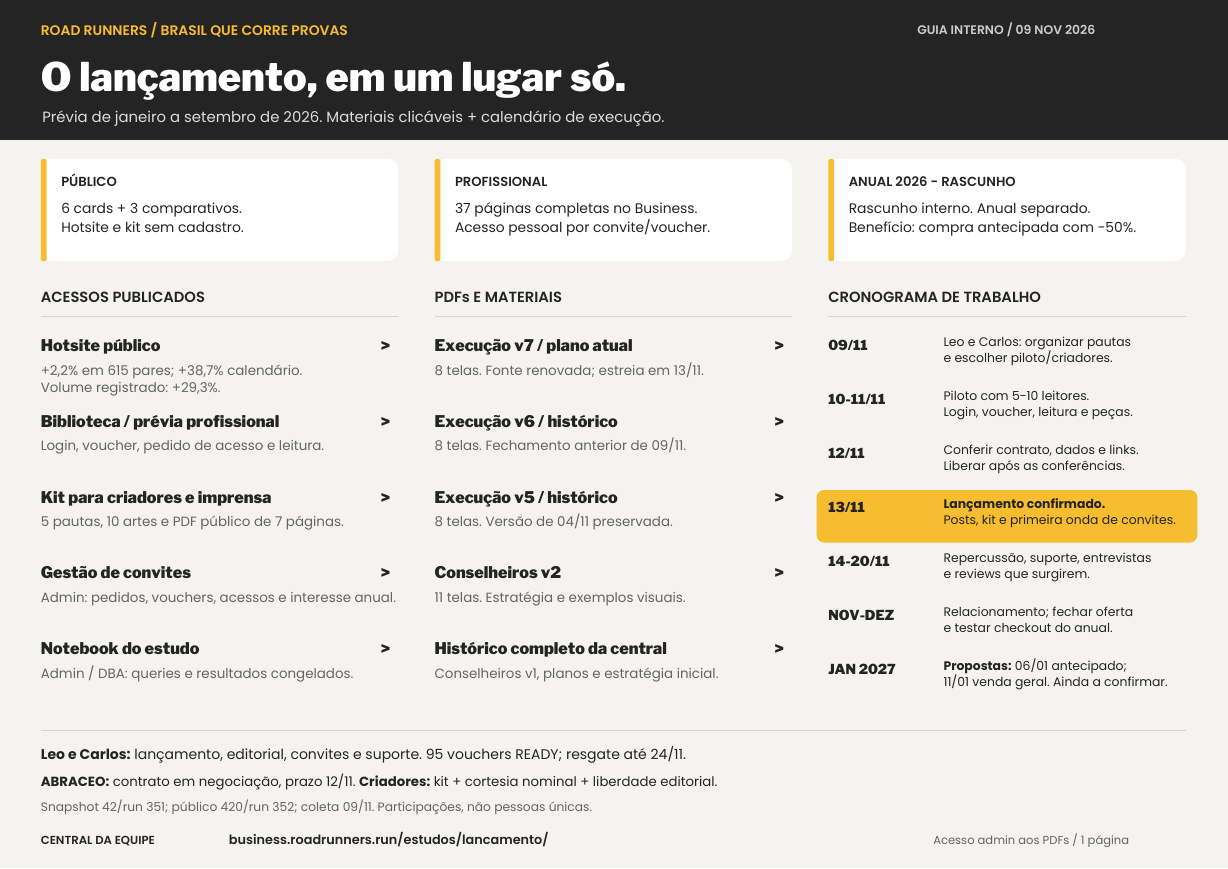 ROAD RUNNERS / BRASIL QUE CORRE PROVAS
GUIA INTERNO / 09 NOV 2026
O lançamento, em um lugar só.
Prévia de janeiro a setembro de 2026. Materiais clicáveis + calendário de execução.
PÚBLICO
6 cards + 3 comparativos.
Hotsite e kit sem cadastro.
PROFISSIONAL
37 páginas completas no Business.
Acesso pessoal por convite/voucher.
ANUAL 2026 - RASCUNHO
Rascunho interno. Anual separado.
Benefício: compra antecipada com -50%.
ACESSOS PUBLICADOS
Hotsite público >
+2,2% em 615 pares; +38,7% calendário.
Volume registrado: +29,3%.
Biblioteca / prévia profissional >
Login, voucher, pedido de acesso e leitura.
Kit para criadores e imprensa >
5 pautas, 10 artes e PDF público de 7 páginas.
Gestão de convites >
Admin: pedidos, vouchers, acessos e interesse anual.
Notebook do estudo >
Admin / DBA: queries e resultados congelados.
PDFs E MATERIAIS
Execução v7 / plano atual >
8 telas. Fonte renovada; estreia em 13/11.
Execução v6 / histórico >
8 telas. Fechamento anterior de 09/11.
Execução v5 / histórico >
8 telas. Versão de 04/11 preservada.
Conselheiros v2 >
11 telas. Estratégia e exemplos visuais.
Histórico completo da central >
Conselheiros v1, planos e estratégia inicial.
CRONOGRAMA DE TRABALHO
09/11
Leo e Carlos: organizar pautas
e escolher piloto/criadores.
10-11/11
Piloto com 5-10 leitores.
Login, voucher, leitura e peças.
12/11
Conferir contrato, dados e links.
Liberar após as conferências.
13/11
Lançamento confirmado.
Posts, kit e primeira onda de convites.
14-20/11
Repercussão, suporte, entrevistas
e reviews que surgirem.
NOV-DEZ
Relacionamento; fechar oferta
e testar checkout do anual.
JAN 2027
Propostas: 06/01 antecipado;
11/01 venda geral. Ainda a confirmar.
Leo e Carlos: lançamento, editorial, convites e suporte. 95 vouchers READY; resgate até 24/11.
ABRACEO: contrato em negociação, prazo 12/11. Criadores: kit + cortesia nominal + liberdade editorial.
Snapshot 42/run 351; público 420/run 352; coleta 09/11. Participações, não pessoas únicas.
CENTRAL DA EQUIPE
business.roadrunners.run/estudos/lancamento/
Acesso admin aos PDFs / 1 página